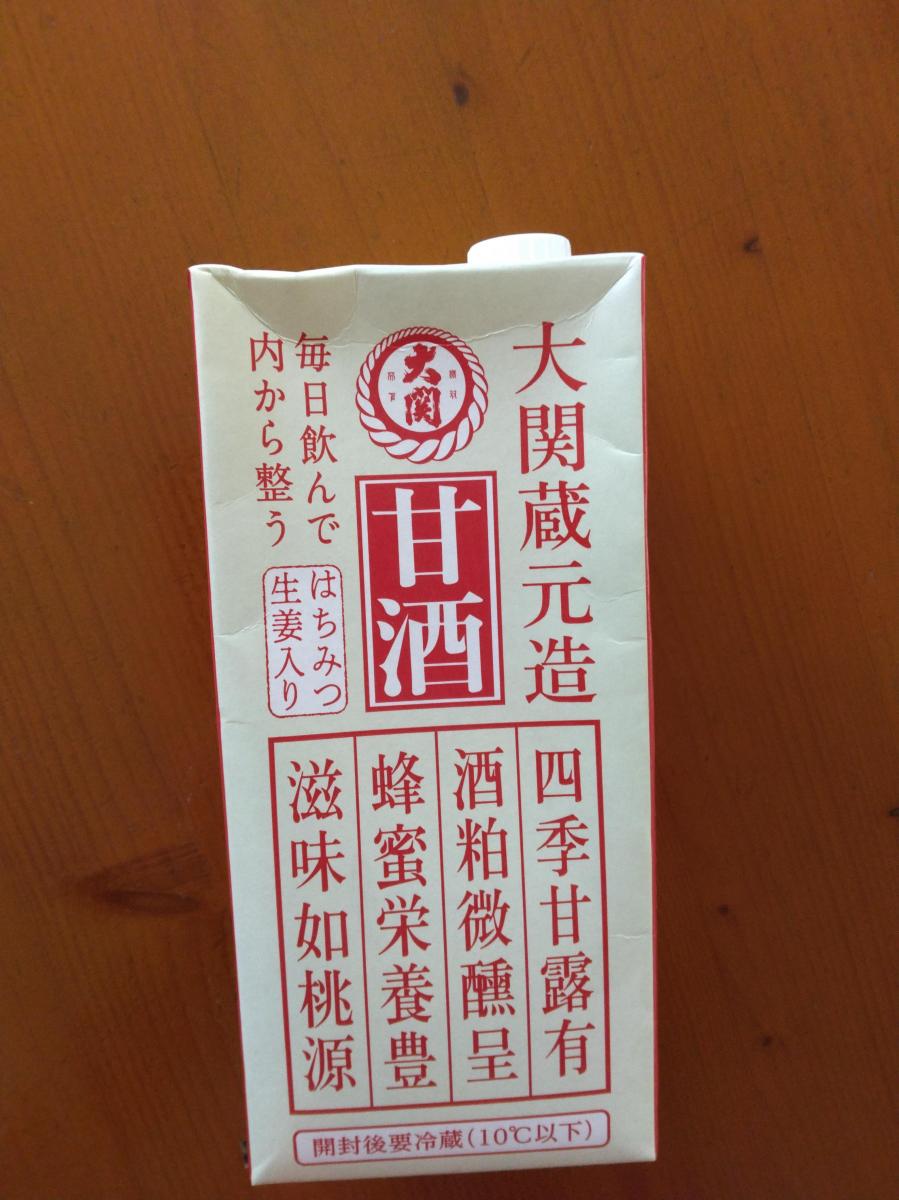 大関蔵元造
大関
甘酒
毎日飲んで
内から整う
はちみつ
生姜入り
四季甘露有
酒粕微醺呈
蜂蜜栄養豊
滋味如桃源
開封後要冷蔵(10℃以下)